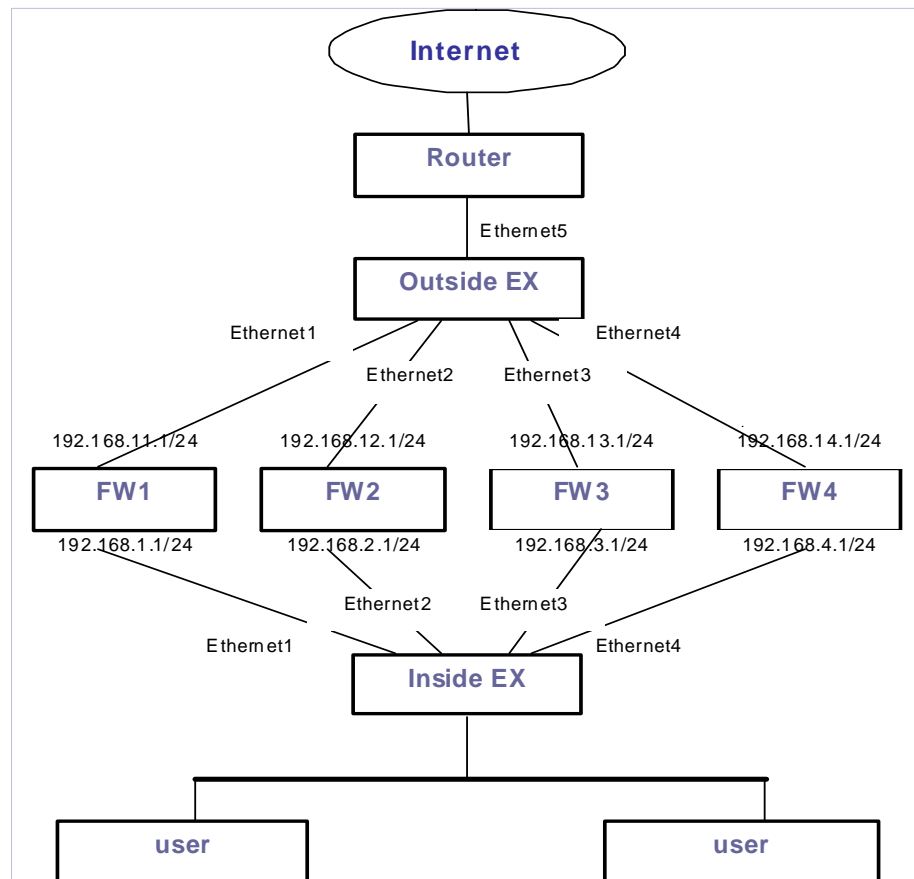 Internet
Router
Ethernet5
Outside EX
Ethernet1
Ethernet4
Ethernet2
Ethernet3
192.168.11.1/24
192.168.12.1/24
192.168.13.1/24
192.168.14.1/24
FW1
FW2
FW3
FW4
192.168.1.1/24
192.168.2.1/24
192.168.3.1/24
192.168.4.1/24
Ethernet2
Ethernet3
Ethernet1
Ethernet4
Inside EX
user
user